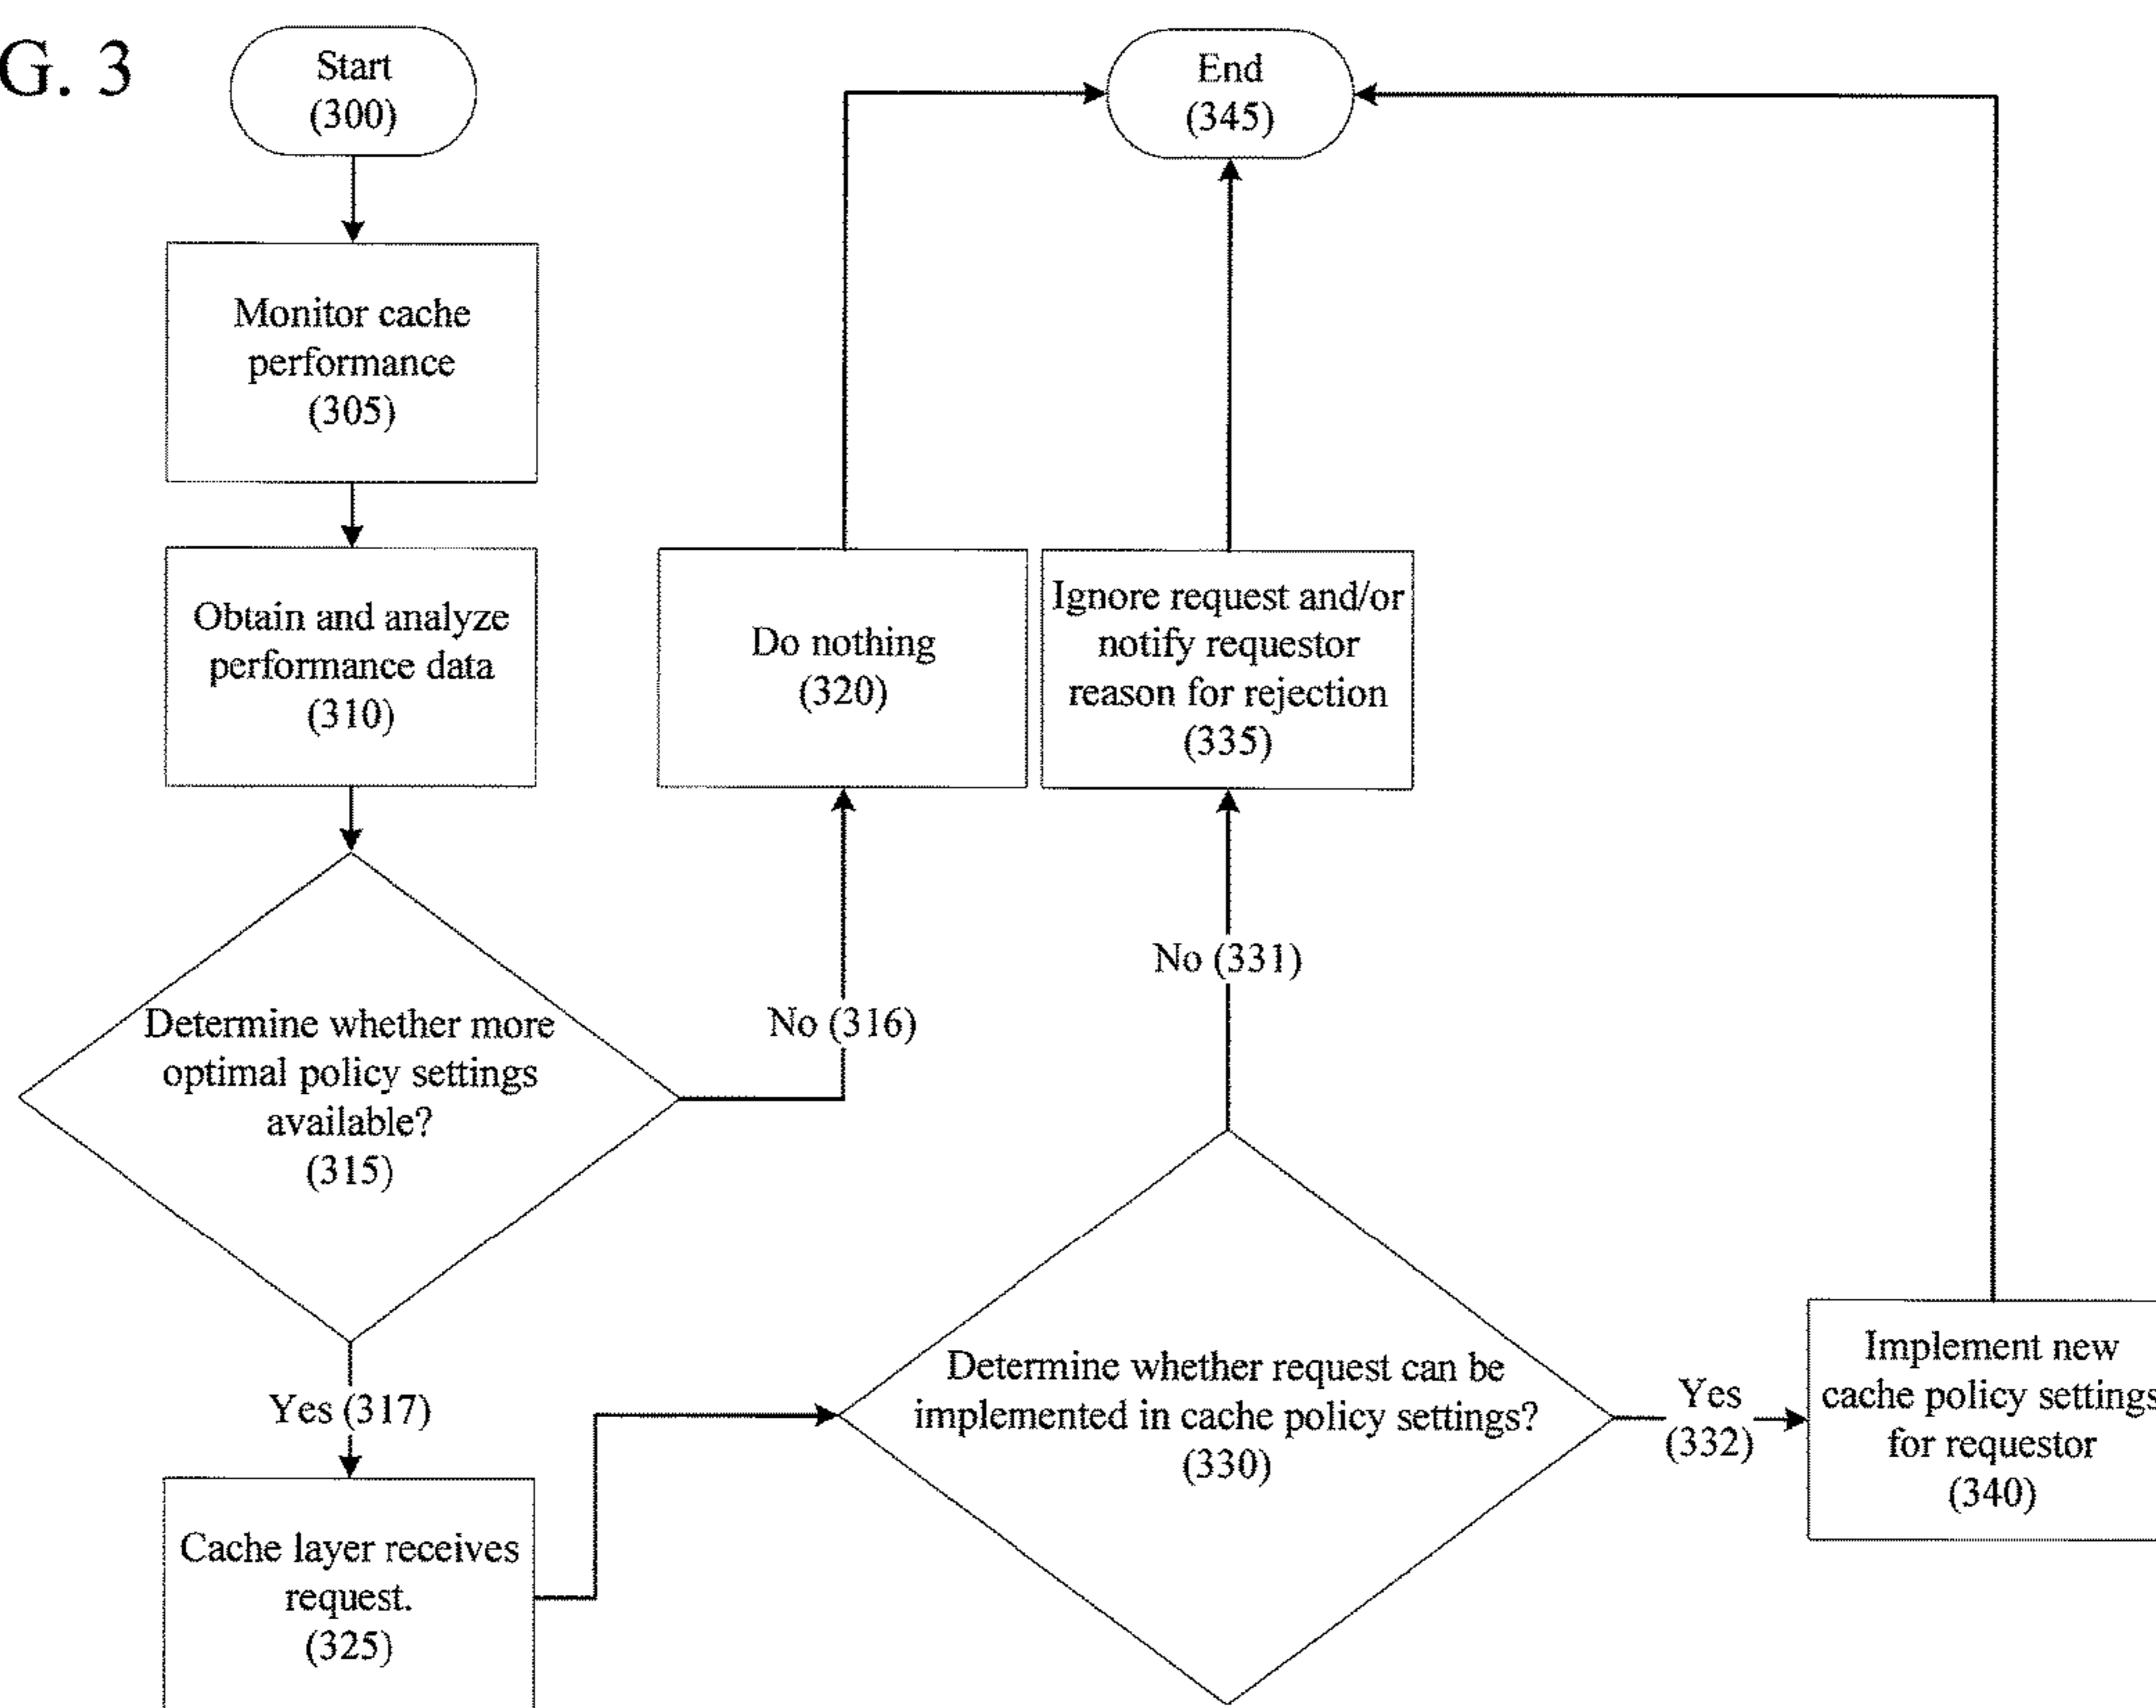 G. 3
Start
(300)
Monitor cache
performance
(305)
Obtain and analyze
performance data
(310)
Determine whether more
optimal policy settings
available?
(315)
No (316)
Do nothing
(320)
Yes (317)
Cache layer receives
request.
(325)
Determine whether request can be
implemented in cache policy settings?
(330)
No (331)
Ignore request and/or
notify requestor
reason for rejection
(335)
Yes
(332)
Implement new
cache policy settings
for requestor
(340)
End
(345)